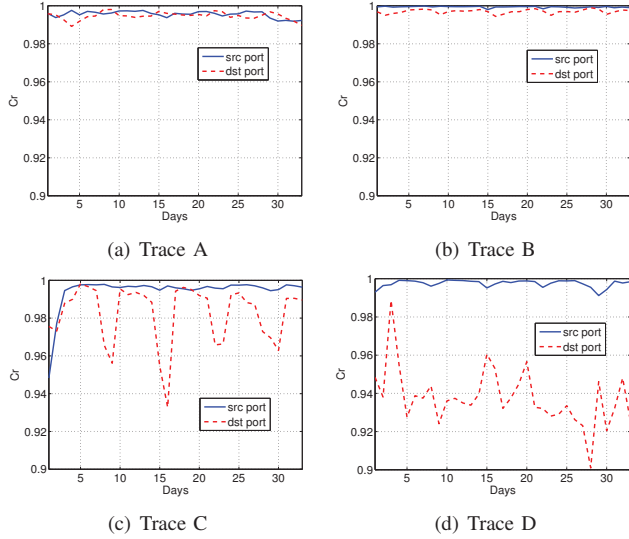 1
0.98
0.96
0.94
0.92
0.9
Cr
5 10 15 20 25 30
Days
src port
dst port
(a) Trace A
1
0.98
0.96
0.94
0.92
0.9
Cr
5 10 15 20 25 30
Days
src port
dst port
(b) Trace B
1
0.98
0.96
0.94
0.92
0.9
Cr
5 10 15 20 25 30
Days
src port
dst port
(c) Trace C
1
0.98
0.96
0.94
0.92
0.9
Cr
5 10 15 20 25 30
Days
src port
dst port
(d) Trace D